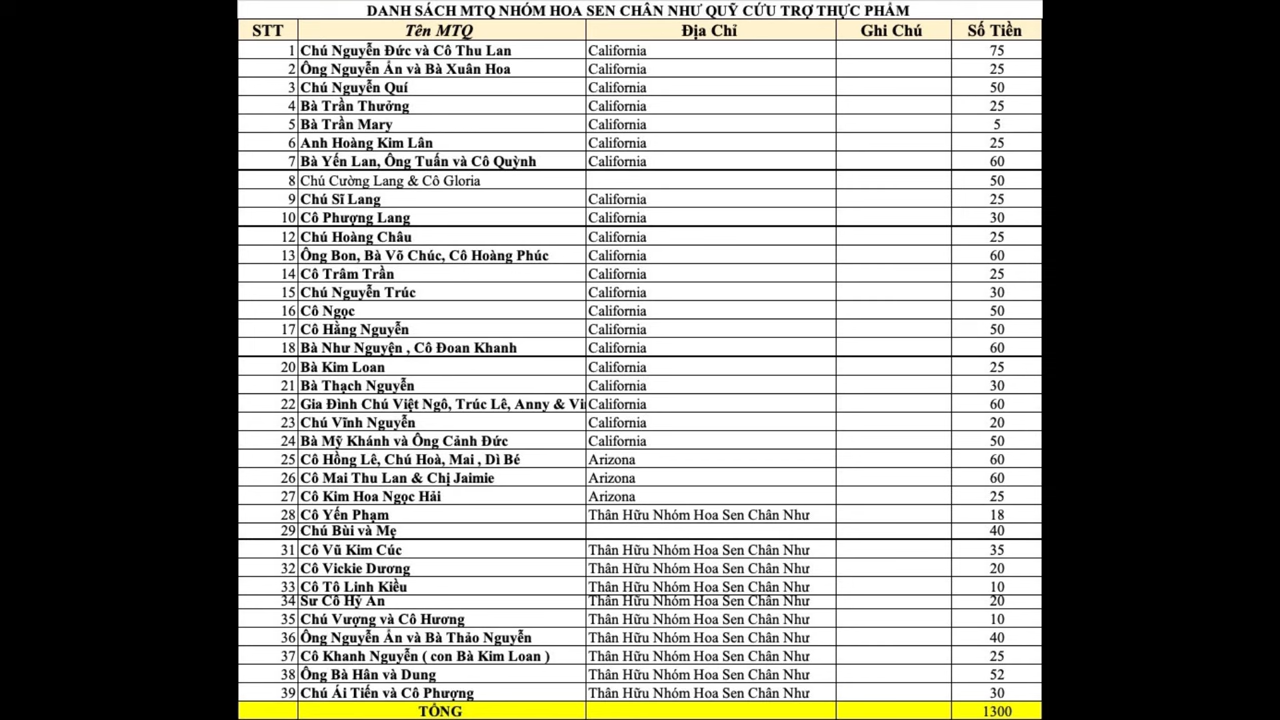 DANH SÁCH MTQ NHÓM HOA SEN CHÂN NHƯ QUỸ CỨU TRỢ THỰC PHẨM
STT Tên MTQ Địa Chỉ Ghi Chú Số Tiền
1 Chú Nguyễn Đức và Cô Thu Lan California 75
2 Ông Nguyễn Ẩn và Bà Xuân Hoa California 25
3 Chú Nguyễn Quí California 50
4 Bà Trần Thưởng California 25
5 Bà Trần Mary California 5
6 Anh Hoàng Kim Lân California 25
7 Bà Yến Lan, Ông Tuấn và Cô Quỳnh California 60
8 Chú Cường Lang & Cô Gloria 50
9 Chú Sĩ Lang California 25
10 Cô Phượng Lang California 30
12 Chú Hoàng Châu California 25
13 Ông Bon, Bà Võ Chúc, Cô Hoàng Phúc California 60
14 Cô Trâm Trần California 25
15 Chú Nguyễn Trúc California 30
16 Cô Ngọc California 50
17 Cô Hằng Nguyễn California 50
18 Bà Như Nguyện , Cô Đoan Khanh California 60
20 Bà Kim Loan California 25
21 Bà Thạch Nguyễn California 30
22 Gia Đình Chú Việt Ngô, Trúc Lê, Anny & Vi California 60
23 Chú Vĩnh Nguyễn California 20
24 Bà Mỹ Khánh và Ông Cảnh Đức California 50
25 Cô Hồng Lê, Chú Hoà, Mai , Dì Bé Arizona 60
26 Cô Mai Thu Lan & Chị Jaimie Arizona 60
27 Cô Kim Hoa Ngọc Hải Arizona 25
28 Cô Yến Phạm Thân Hữu Nhóm Hoa Sen Chân Như 18
29 Chú Bùi và Mẹ 40
31 Cô Vũ Kim Cúc Thân Hữu Nhóm Hoa Sen Chân Như 35
32 Cô Vickie Dương Thân Hữu Nhóm Hoa Sen Chân Như 20
33 Cô Tô Linh Kiều Thân Hữu Nhóm Hoa Sen Chân Như 10
34 Sư Cô Hỷ An Thân Hữu Nhóm Hoa Sen Chân Như 20
35 Chú Vượng và Cô Hương Thân Hữu Nhóm Hoa Sen Chân Như 10
36 Ông Nguyễn Ẩn và Bà Thảo Nguyễn Thân Hữu Nhóm Hoa Sen Chân Như 40
37 Cô Khanh Nguyễn ( con Bà Kim Loan ) Thân Hữu Nhóm Hoa Sen Chân Như 25
38 Ông Bà Hân và Dung Thân Hữu Nhóm Hoa Sen Chân Như 52
39 Chú Ái Tiến và Cô Phượng Thân Hữu Nhóm Hoa Sen Chân Như 30
TỔNG 1300